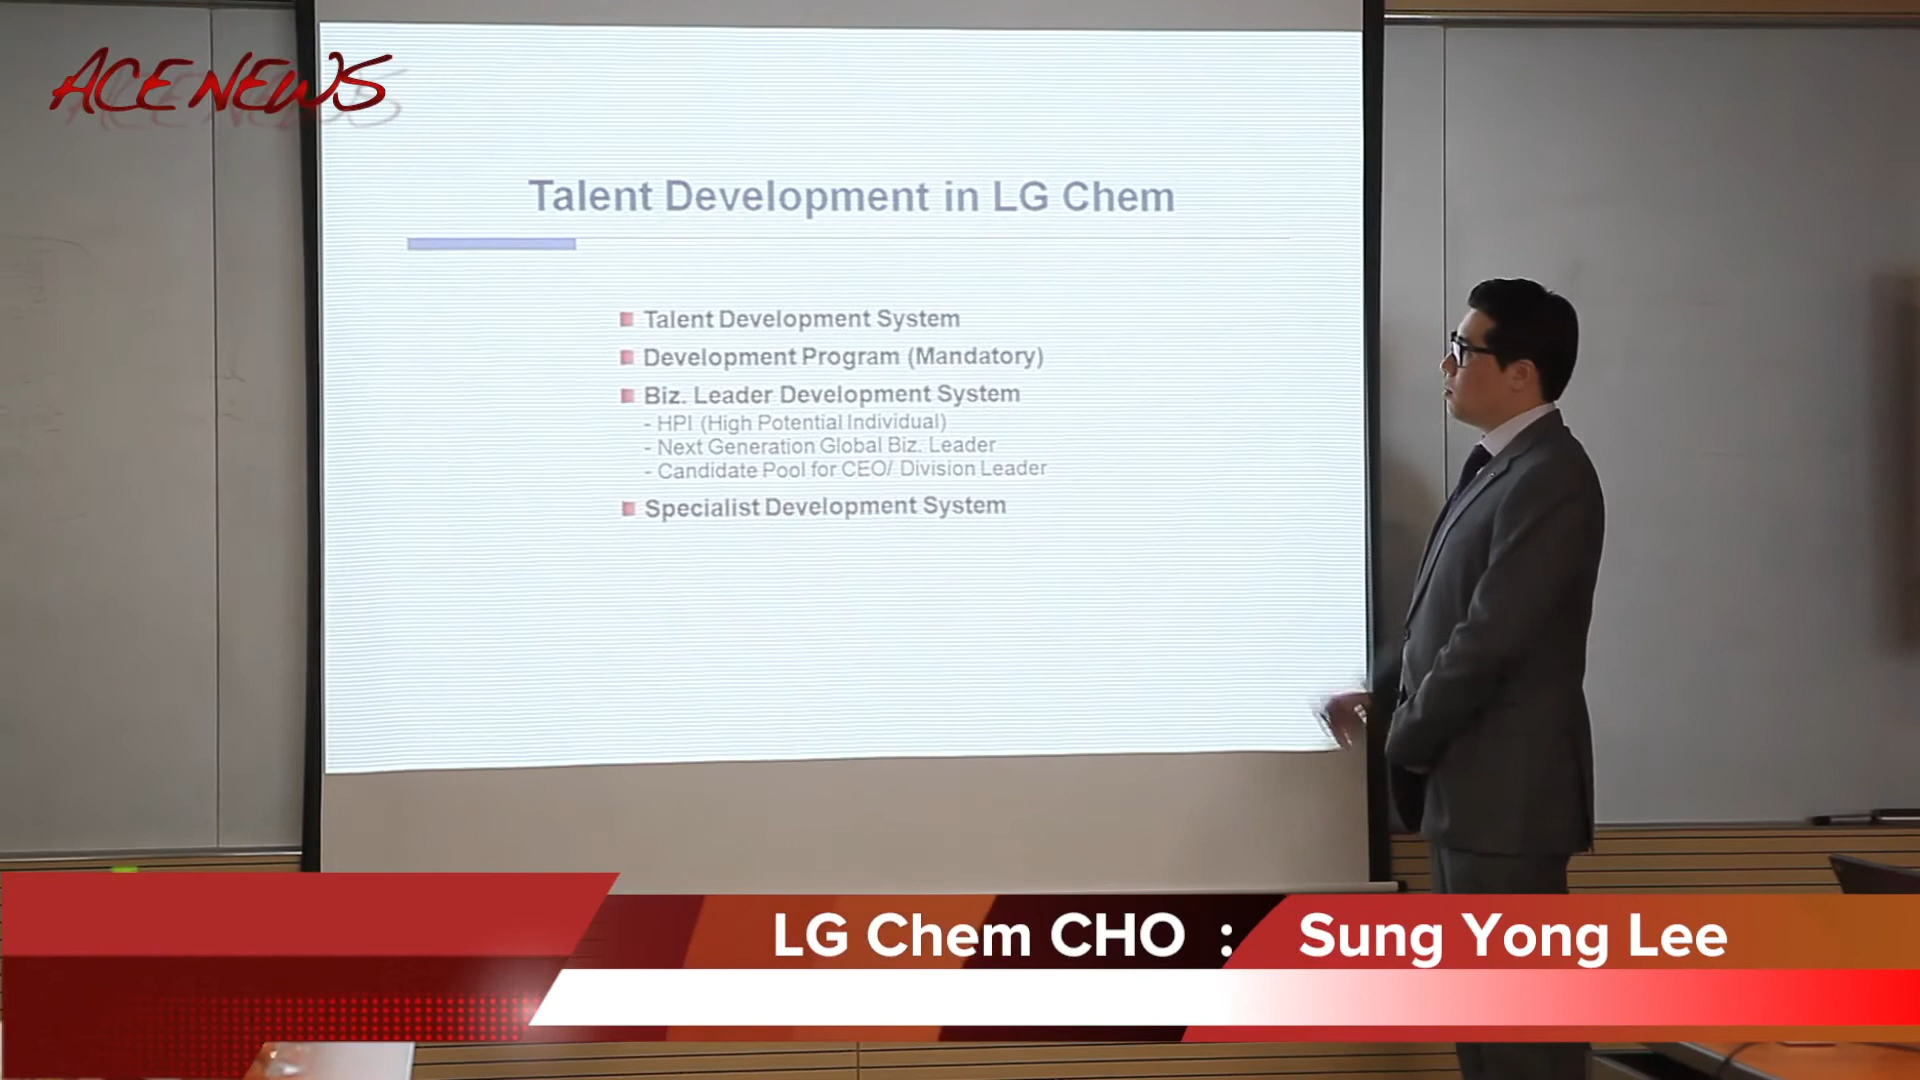 ACE NEWS
Talent Development in LG Chem
Talent Development System
Development Program (Mandatory)
Biz. Leader Development System
- HPI (High Potential Individual)
- Next Generation Global Biz. Leader
- Candidate Pool for CEO/ Division Leader
Specialist Development System
LG Chem CHO : Sung Yong Lee